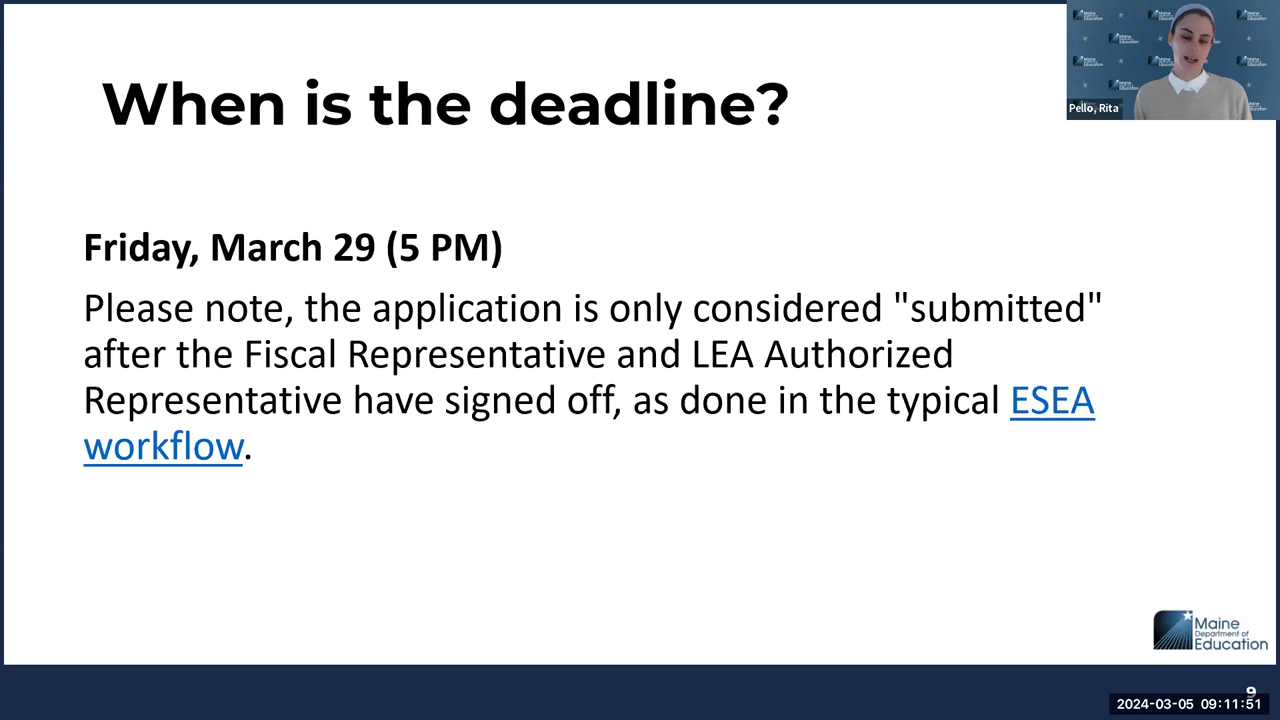 When is the deadline?
Pello, Rita
Friday, March 29 (5 PM)
Please note, the application is only considered "submitted"
after the Fiscal Representative and LEA Authorized
Representative have signed off, as done in the typical ESEA
workflow.
Maine
Department of
Education
9
2024-03-05 09:11:51